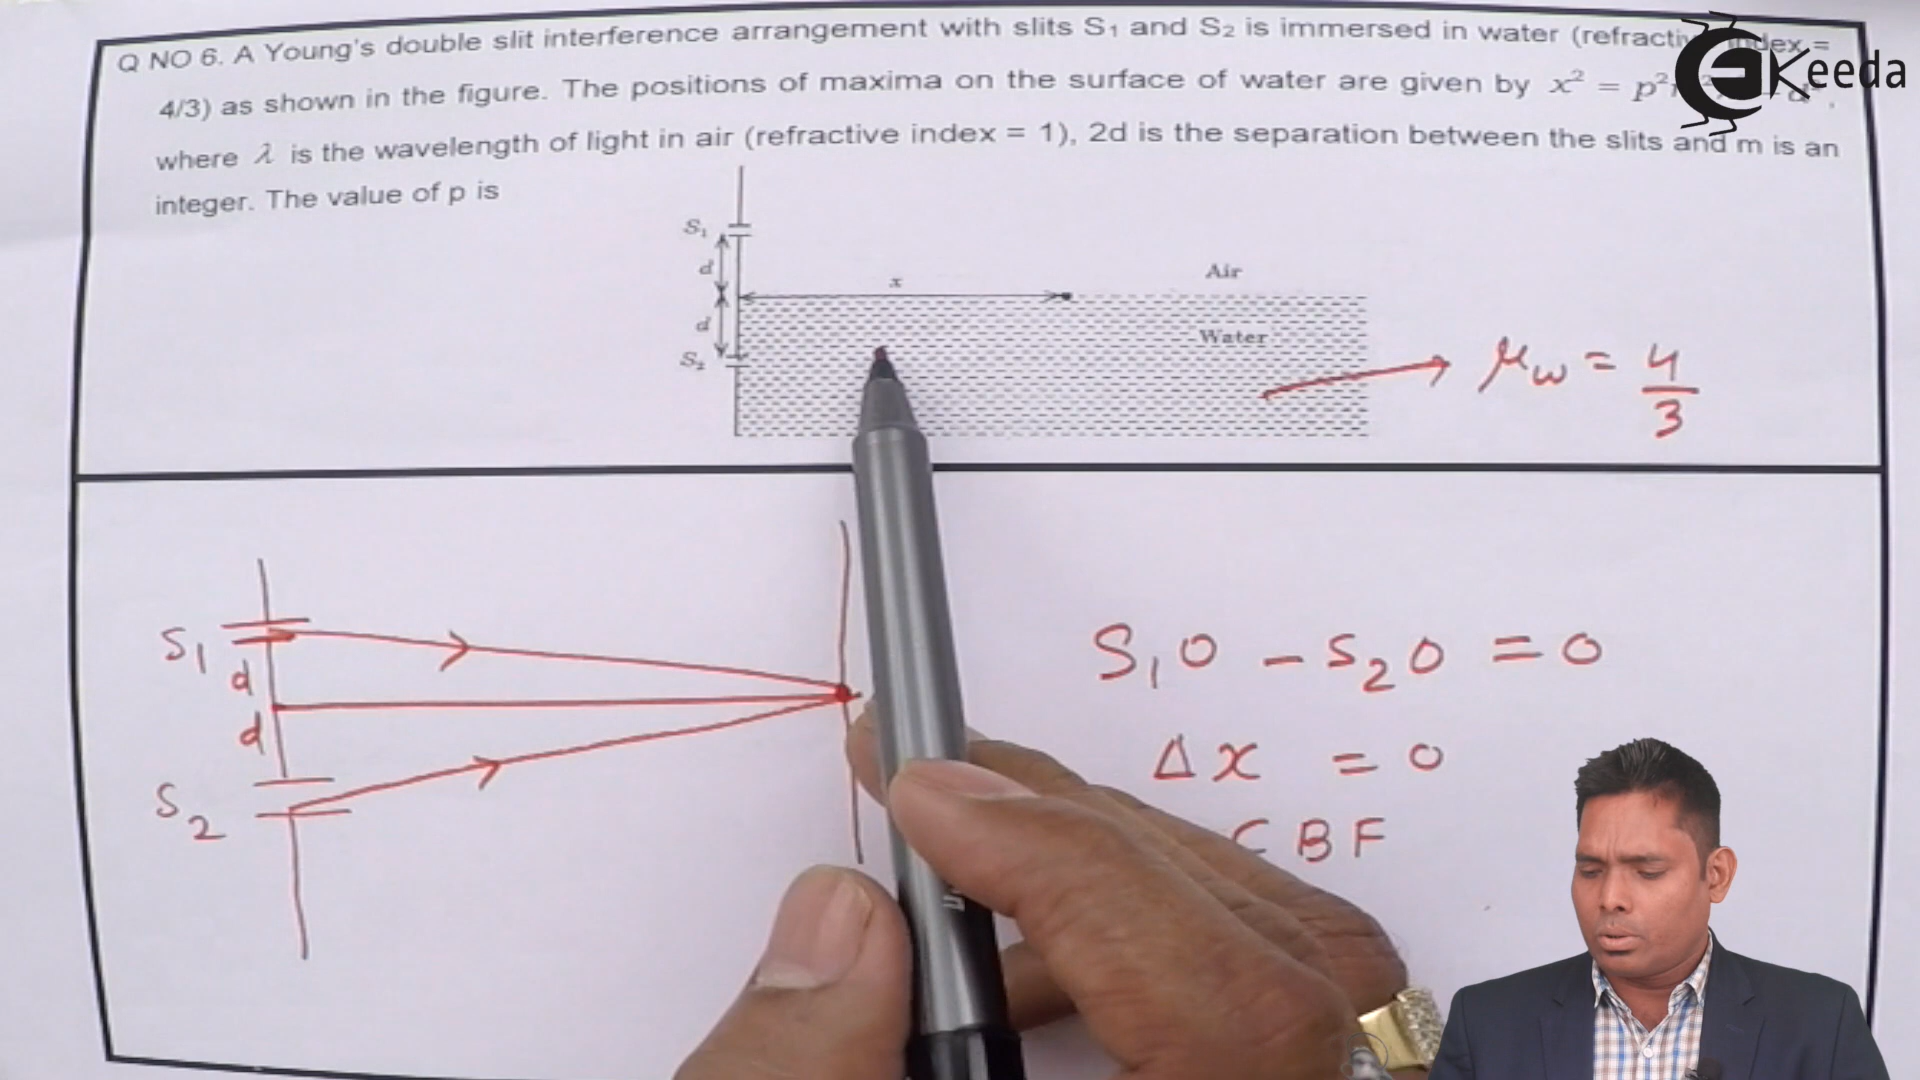 Q NO 6. A Young's double slit interference arrangement with slits S₁ and S₂ is immersed in water (refractive index =
4/3) as shown in the figure. The positions of maxima on the surface of water are given by x² = p²
where λ is the wavelength of light in air (refractive index = 1), 2d is the separation between the slits and m is an
integer. The value of p is
EKeeda
S₁
d
x
Air
d
Water
S₂
μw = 4/3
S₁
d
d
S₂
S₁O - S₂O = 0
Δx = 0
CBF